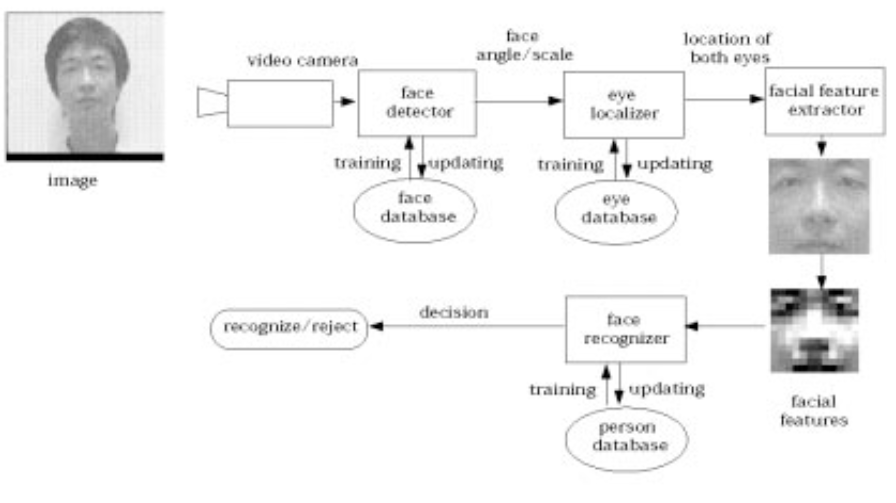 image
video camera
face
detector
face
angle/scale
eye
localizer
location of
both eyes
facial feature
extractor
training
updating
face
database
training
updating
eye
database
facial
features
face
recognizer
decision
recognize/reject
training
updating
person
database